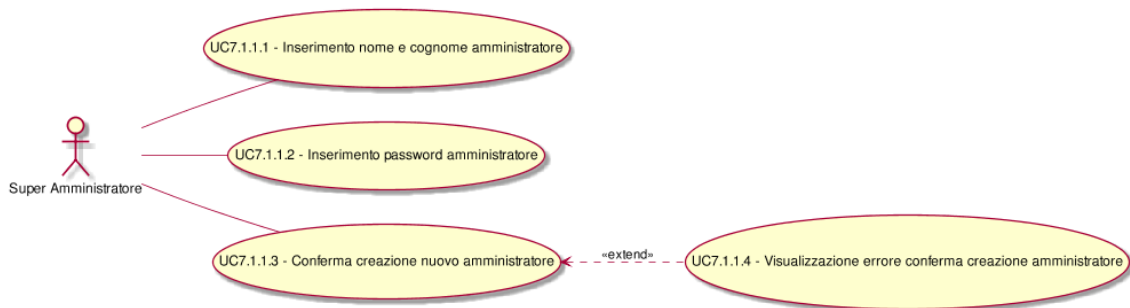 UC7.1.1.1 - Inserimento nome e cognome amministratore
UC7.1.1.2 - Inserimento password amministratore
Super Amministratore
UC7.1.1.3 - Conferma creazione nuovo amministratore
«extend»
UC7.1.1.4 - Visualizzazione errore conferma creazione amministratore